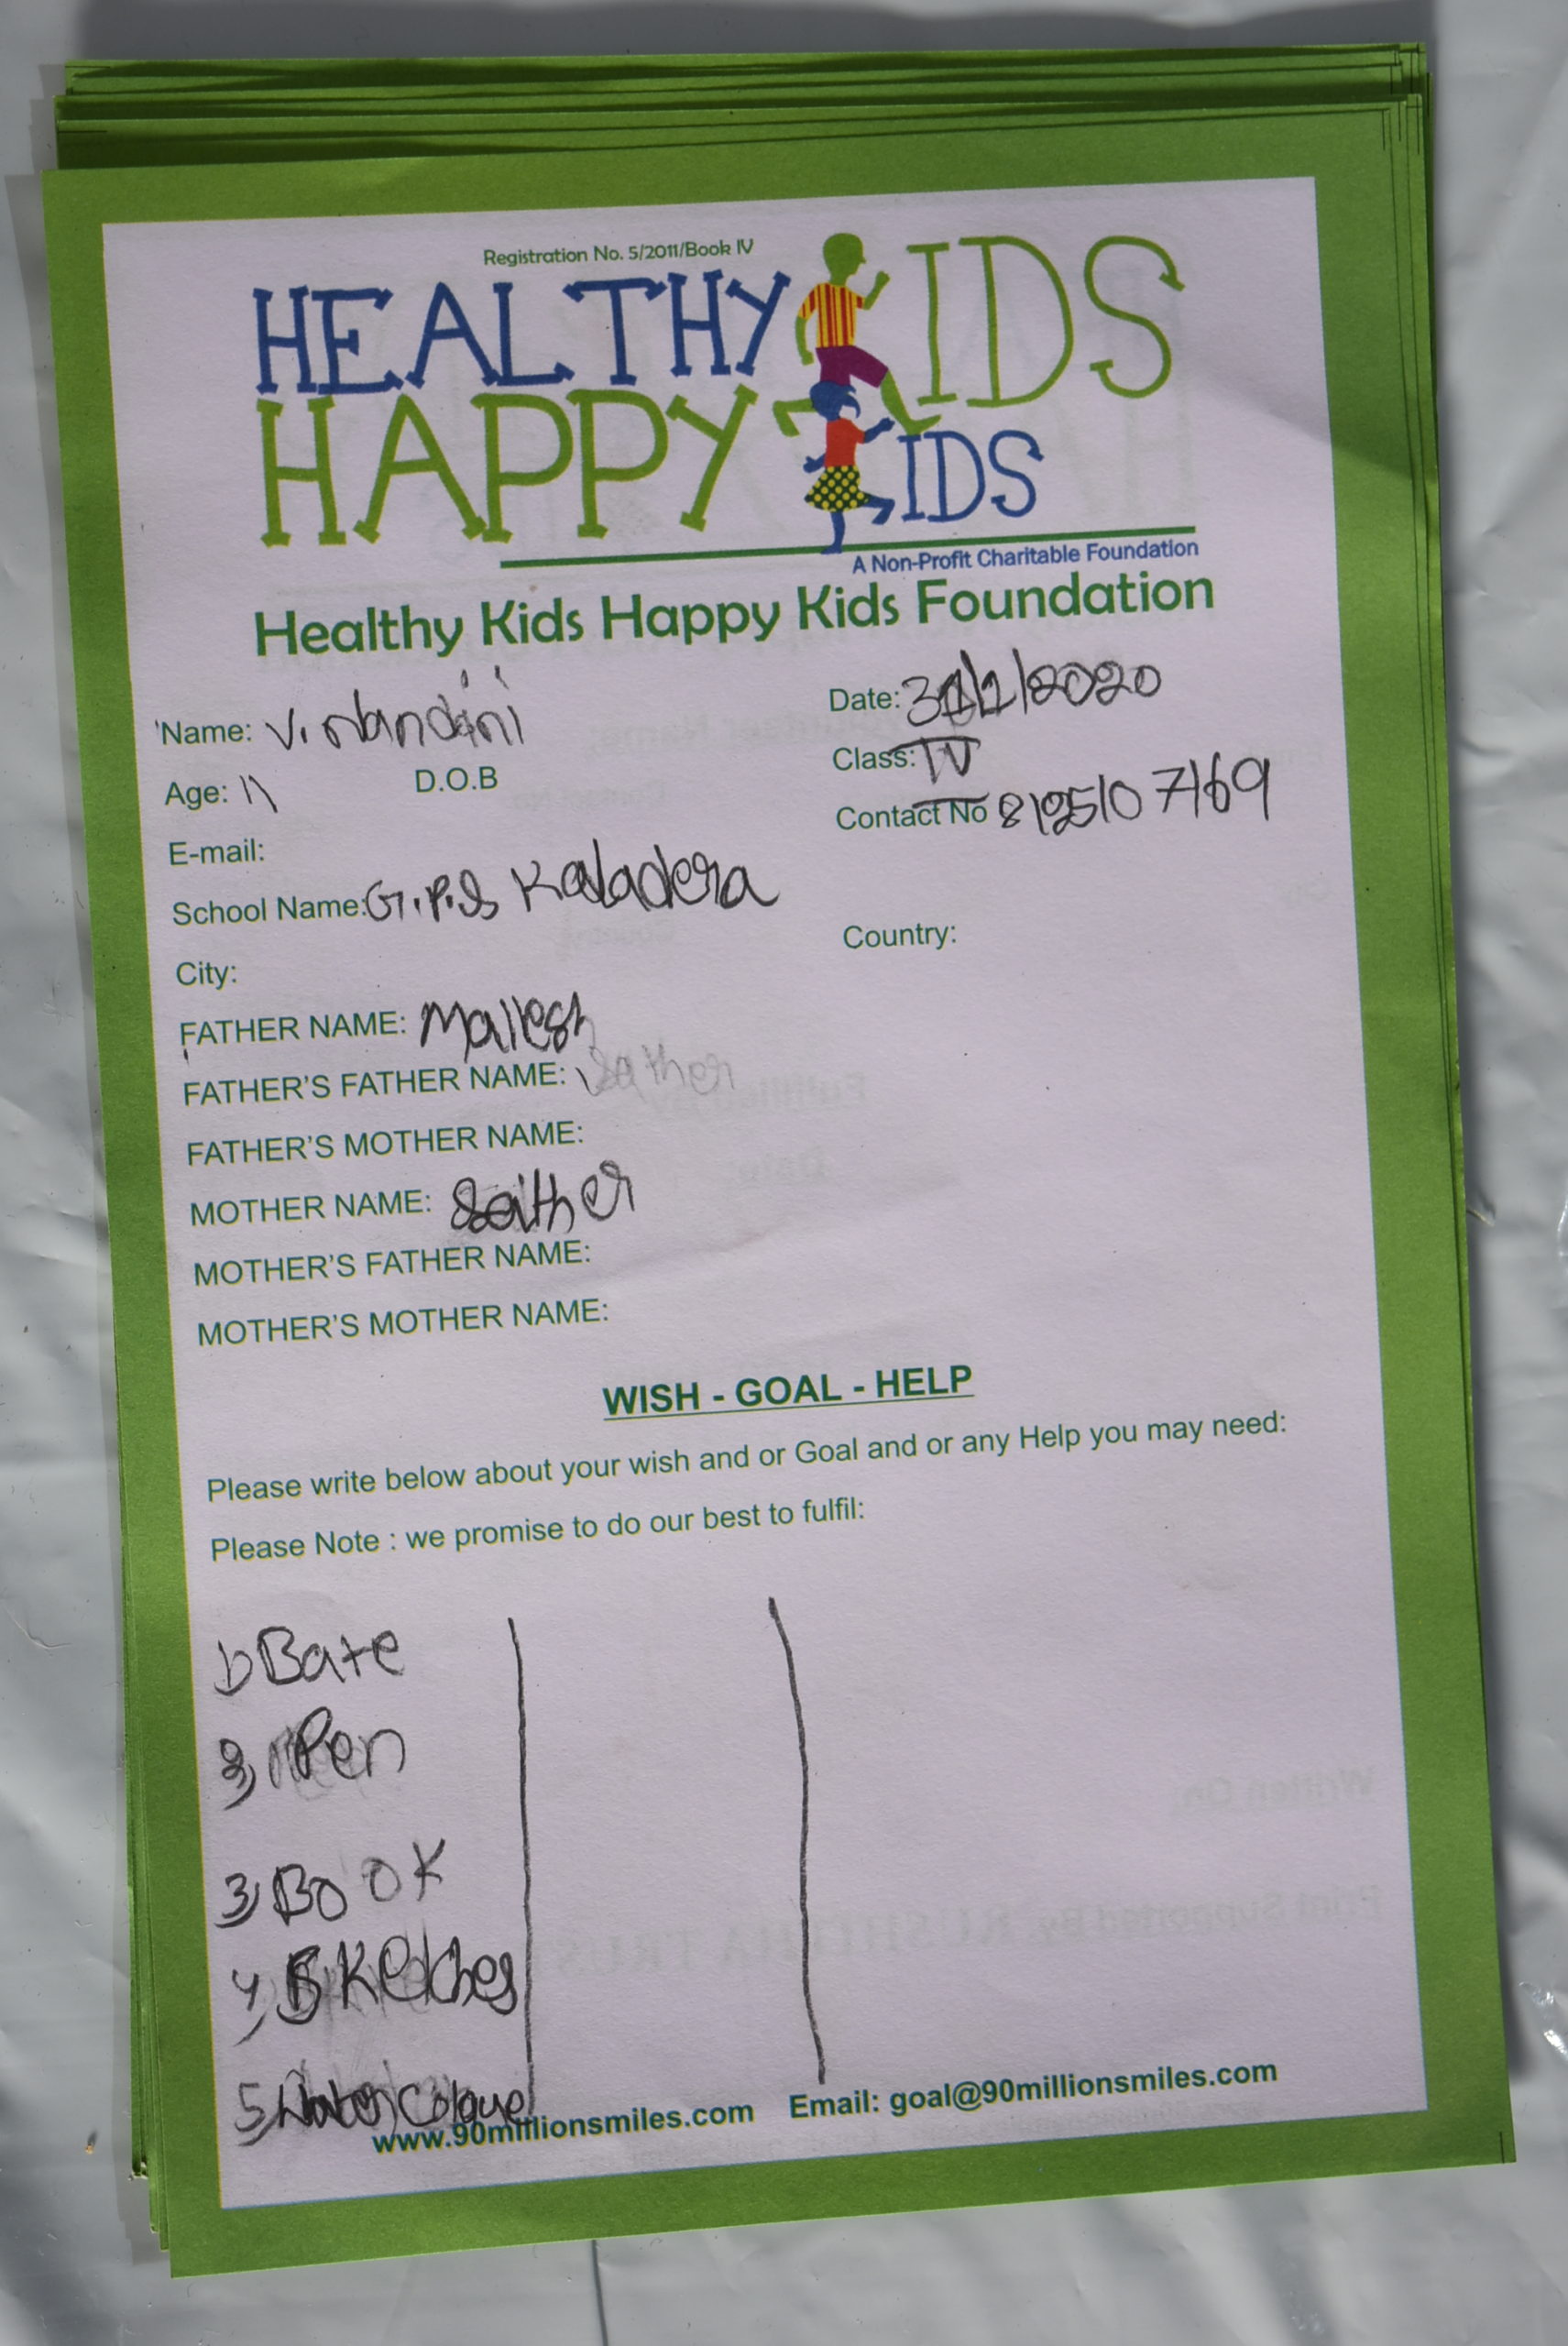 Registration No. 5/2011/Book IV
HEALTHY KIDS
HAPPY KIDS
A Non-Profit Charitable Foundation
Healthy Kids Happy Kids Foundation
Name: V. Nandini
Date: 31/1/2020
Age: 11 D.O.B
Class: IV
E-mail:
Contact No 8125107169
School Name: G.P.S Kaladera
City:
Country:
FATHER NAME: Mallesh
FATHER'S FATHER NAME:
FATHER'S MOTHER NAME:
MOTHER NAME:
MOTHER'S FATHER NAME:
MOTHER'S MOTHER NAME:
WISH - GOAL - HELP
Please write below about your wish and or Goal and or any Help you may need:
Please Note : we promise to do our best to fulfil:
1) Bate
2) Pen
3) BOOK
4) SKetches
5) Water Coloue
www.90millionsmiles.com Email: goal@90millionsmiles.com